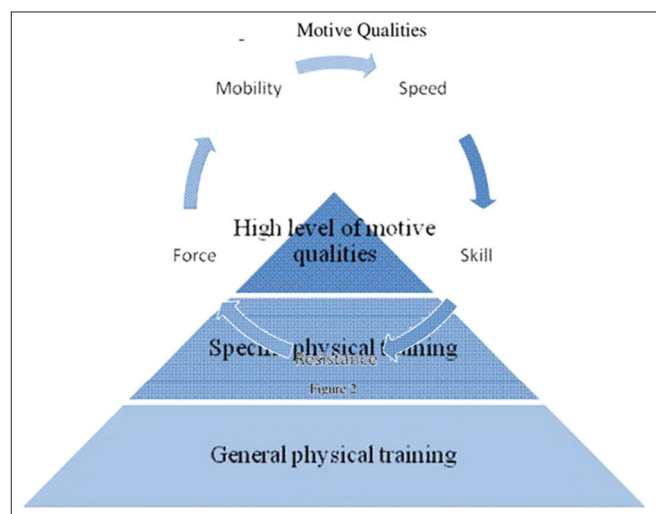 Motive Qualities
Mobility
Speed
High level of motive
qualities
Force
Skill
physical training
Resistance
Figure 2
General physical training